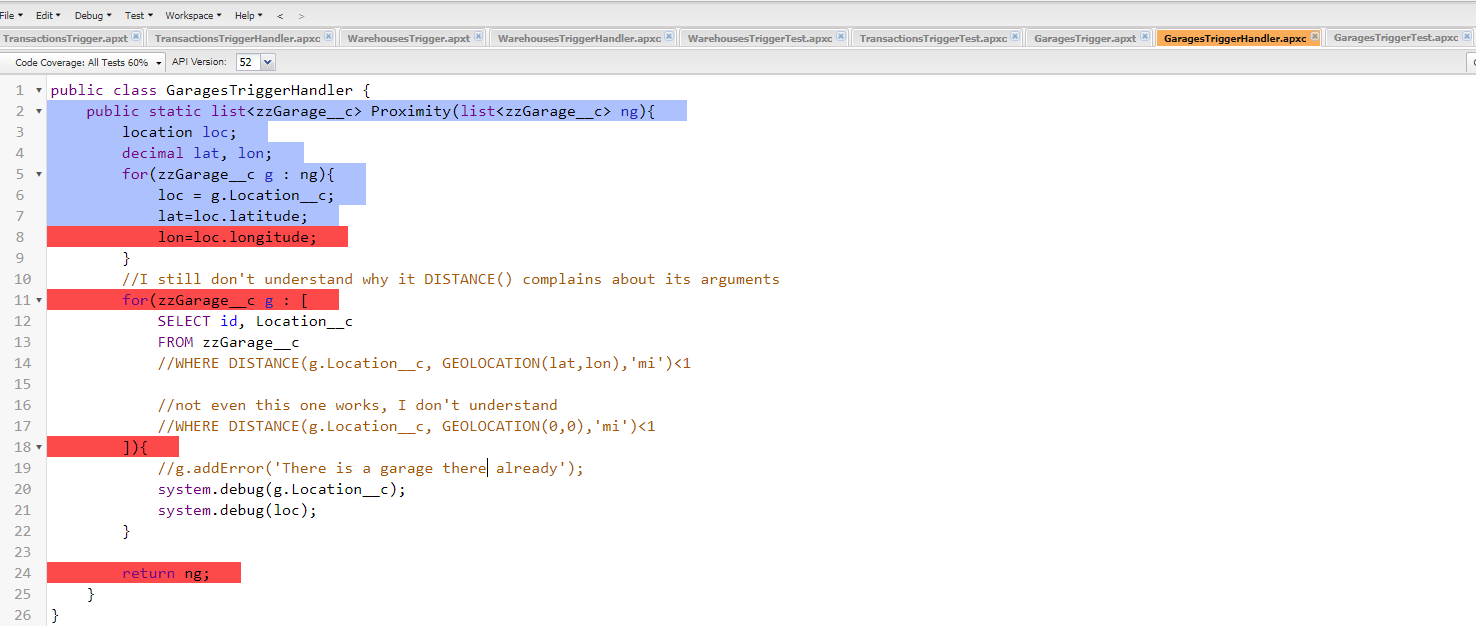 File Edit Debug Test Workspace Help < >
TransactionsTrigger.apxt TransactionsTriggerHandler.apxc WarehousesTrigger.apxt WarehousesTriggerHandler.apxc WarehousesTriggerTest.apxc TransactionsTriggerTest.apxc GaragesTrigger.apxt GaragesTriggerHandler.apxc GaragesTriggerTest.apxc
Code Coverage: All Tests 60% API Version: 52
1 public class GaragesTriggerHandler {
2 public static list<zzGarage__c> Proximity(list<zzGarage__c> ng){
3 location loc;
4 decimal lat, lon;
5 for(zzGarage__c g : ng){
6 loc = g.Location__c;
7 lat=loc.latitude;
8 lon=loc.longitude;
9 }
10 //I still don't understand why it DISTANCE() complains about its arguments
11 for(zzGarage__c g : [
12 SELECT id, Location__c
13 FROM zzGarage__c
14 //WHERE DISTANCE(g.Location__c, GEOLOCATION(lat,lon),'mi')<1
15
16 //not even this one works, I don't understand
17 //WHERE DISTANCE(g.Location__c, GEOLOCATION(0,0),'mi')<1
18 ]){
19 //g.addError('There is a garage there already');
20 system.debug(g.Location__c);
21 system.debug(loc);
22 }
23
24 return ng;
25 }
26 }